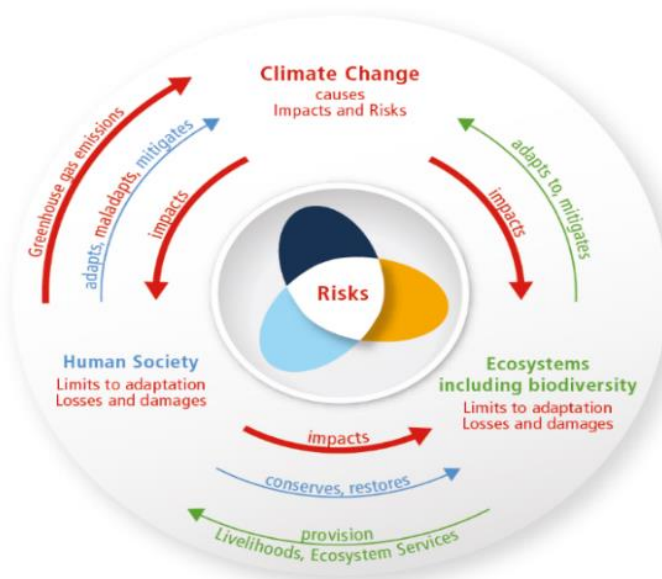 Climate Change
causes
Impacts and Risks
Greenhouse gas emissions
adapts, maladapts, mitigates
impacts
impacts
adapts to, mitigates
Risks
Human Society
Limits to adaptation
Losses and damages
Ecosystems
including biodiversity
Limits to adaptation
Losses and damages
impacts
conserves, restores
provision
Livelihoods, Ecosystem Services